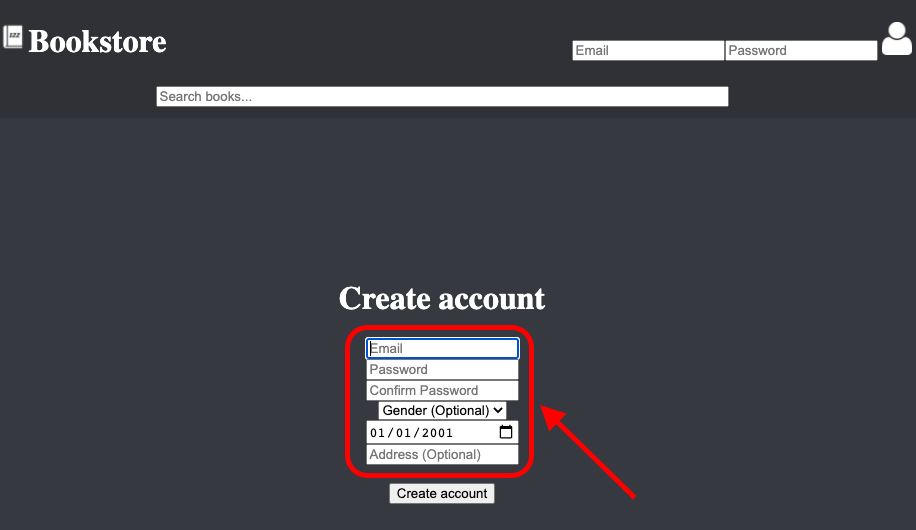 Bookstore
Email Password
Search books...
Create account
Email
Password
Confirm Password
Gender (Optional)
01/01/2001
Address (Optional)
Create account